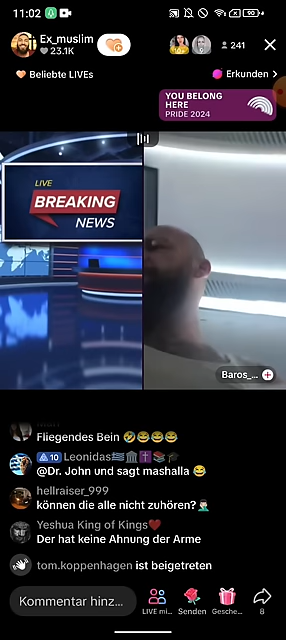 11:02
90
Ex_muslim
23.1K
241
Beliebte LIVEs
Erkunden >
YOU BELONG
HERE
PRIDE 2024
LIVE
BREAKING
NEWS
Baros_...
Fliegendes Bein 🤣😂😂😂
10 Leonidas🇬🇷🏛️✝️📚🎓
@Dr. John und sagt mashalla 😂
hellraiser_999
können die alle nicht zuhören?🤦🏻‍♂️
Yeshua King of Kings❤️
Der hat keine Ahnung der Arme
tom.koppenhagen ist beigetreten
Kommentar hinz...
LIVE mi...
Senden
Gesche...
8